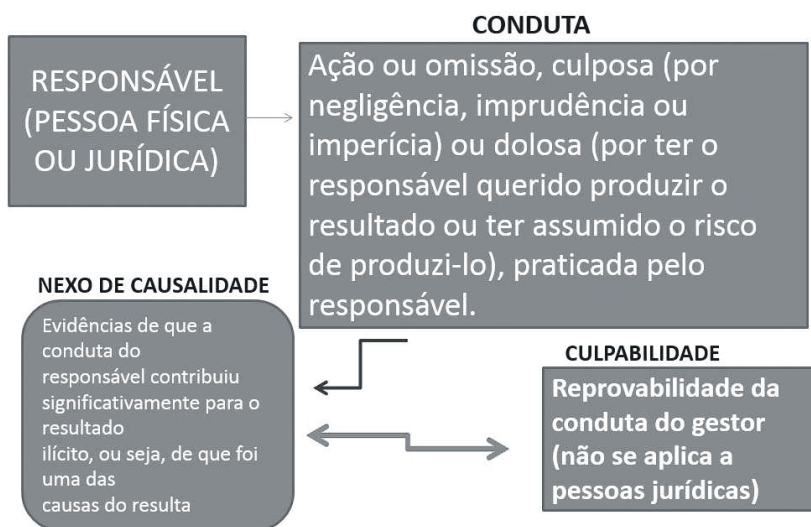 RESPONSÁVEL
(PESSOA FÍSICA
OU JURÍDICA)
CONDUTA
Ação ou omissão, culposa (por
negligência, imprudência ou
imperícia) ou dolosa (por ter o
responsável querido produzir o
resultado ou ter assumido o risco
de produzi-lo), praticada pelo
responsável.
NEXO DE CAUSALIDADE
Evidências de que a
conduta do
responsável contribuiu
significativamente para o
resultado
ilícito, ou seja, de que foi
uma das
causas do resulta
CULPABILIDADE
Reprovabilidade da
conduta do gestor
(não se aplica a
pessoas jurídicas)